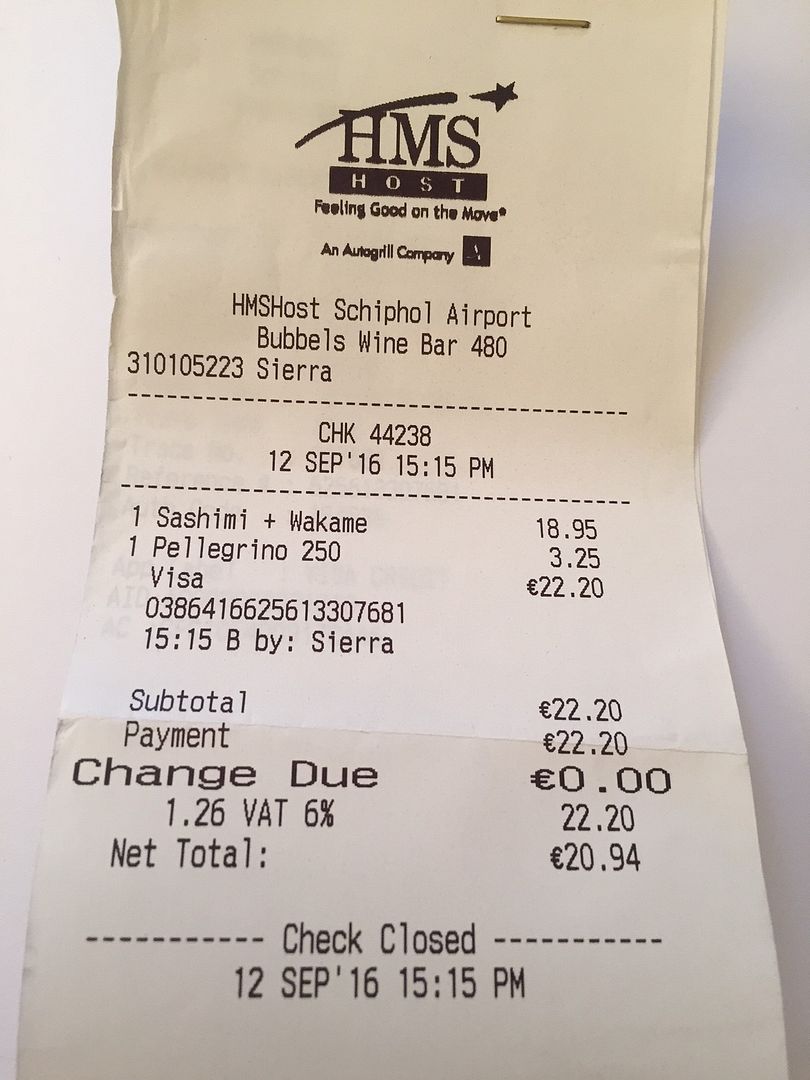 HMS
HOST
Feeling Good on the Move®
An Autogrill Company
HMSHost Schiphol Airport
Bubbels Wine Bar 480
310105223 Sierra
CHK 44238
12 SEP'16 15:15 PM
1 Sashimi + Wakame 18.95
1 Pellegrino 250 3.25
Visa €22.20
0386416625613307681
15:15 B by: Sierra
Subtotal €22.20
Payment €22.20
Change Due €0.00
1.26 VAT 6% 22.20
Net Total: €20.94
----------- Check Closed -----------
12 SEP'16 15:15 PM